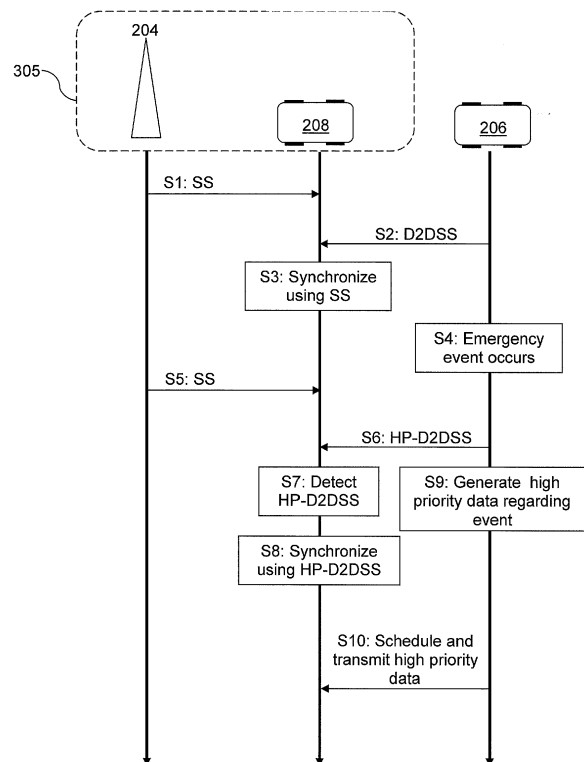 204
305
208
206
S1: SS
S2: D2DSS
S3: Synchronize
using SS
S4: Emergency
event occurs
S5: SS
S6: HP-D2DSS
S7: Detect
HP-D2DSS
S9: Generate high
priority data regarding
event
S8: Synchronize
using HP-D2DSS
S10: Schedule and
transmit high priority
data